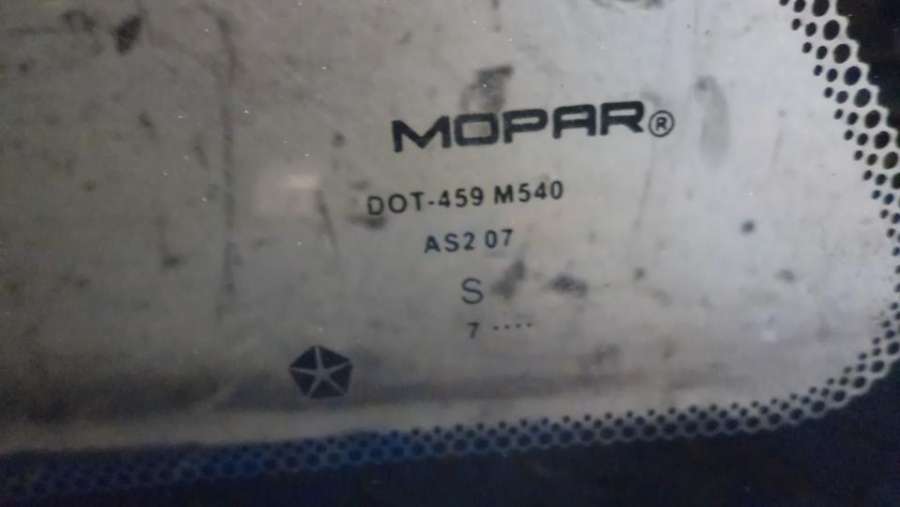 MOPAR®
DOT-459 M540
AS2 07
S
7 ····